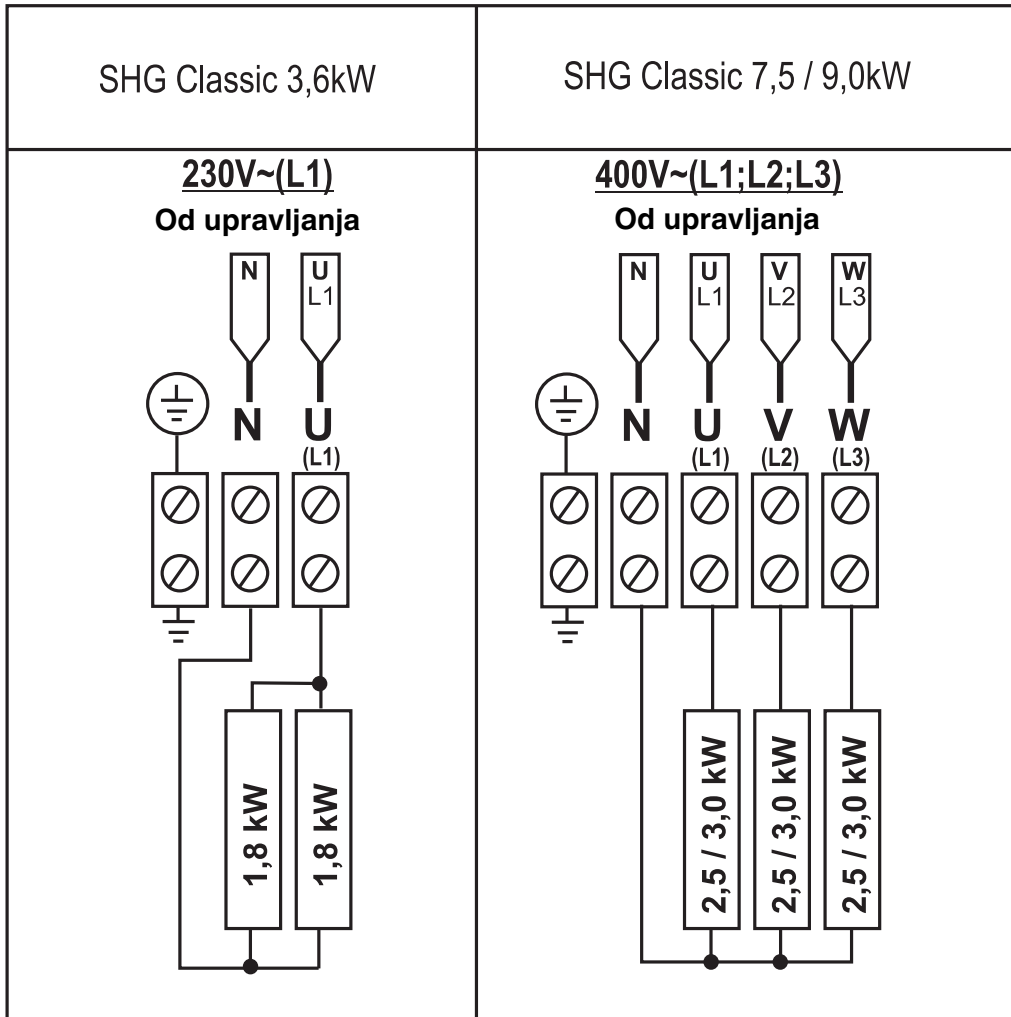 SHG Classic 3,6kW
SHG Classic 7,5 / 9,0kW
230V~(L1)
Od upravljanja
N U
L1
N U
(L1)
1,8 kW 1,8 kW
400V~(L1;L2;L3)
Od upravljanja
N U V W
L1 L2 L3
N U V W
(L1) (L2) (L3)
2,5 / 3,0 kW 2,5 / 3,0 kW 2,5 / 3,0 kW